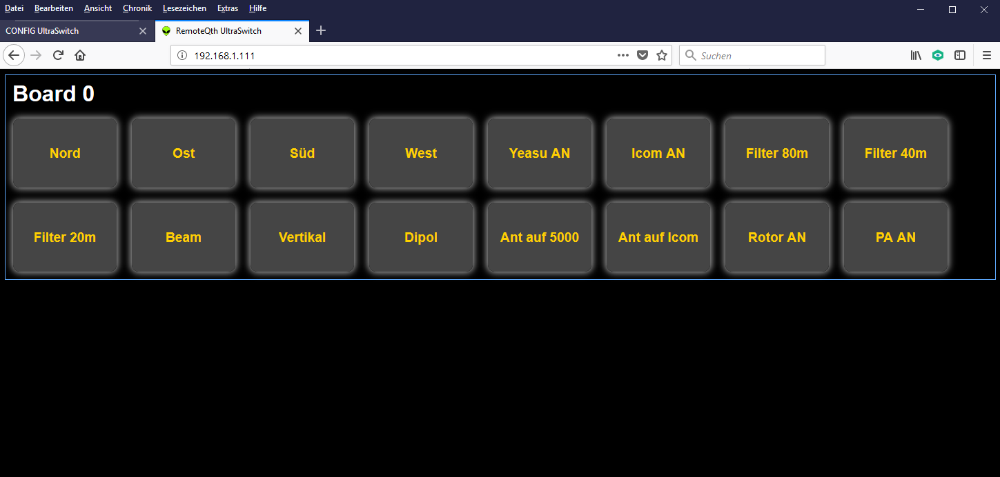 Datei Bearbeiten Ansicht Chronik Lesezeichen Extras Hilfe
CONFIG UltraSwitch RemoteQth UltraSwitch
192.168.1.111 Suchen
Board 0
Nord Ost Süd West Yeasu AN Icom AN Filter 80m Filter 40m
Filter 20m Beam Vertikal Dipol Ant auf 5000 Ant auf Icom Rotor AN PA AN